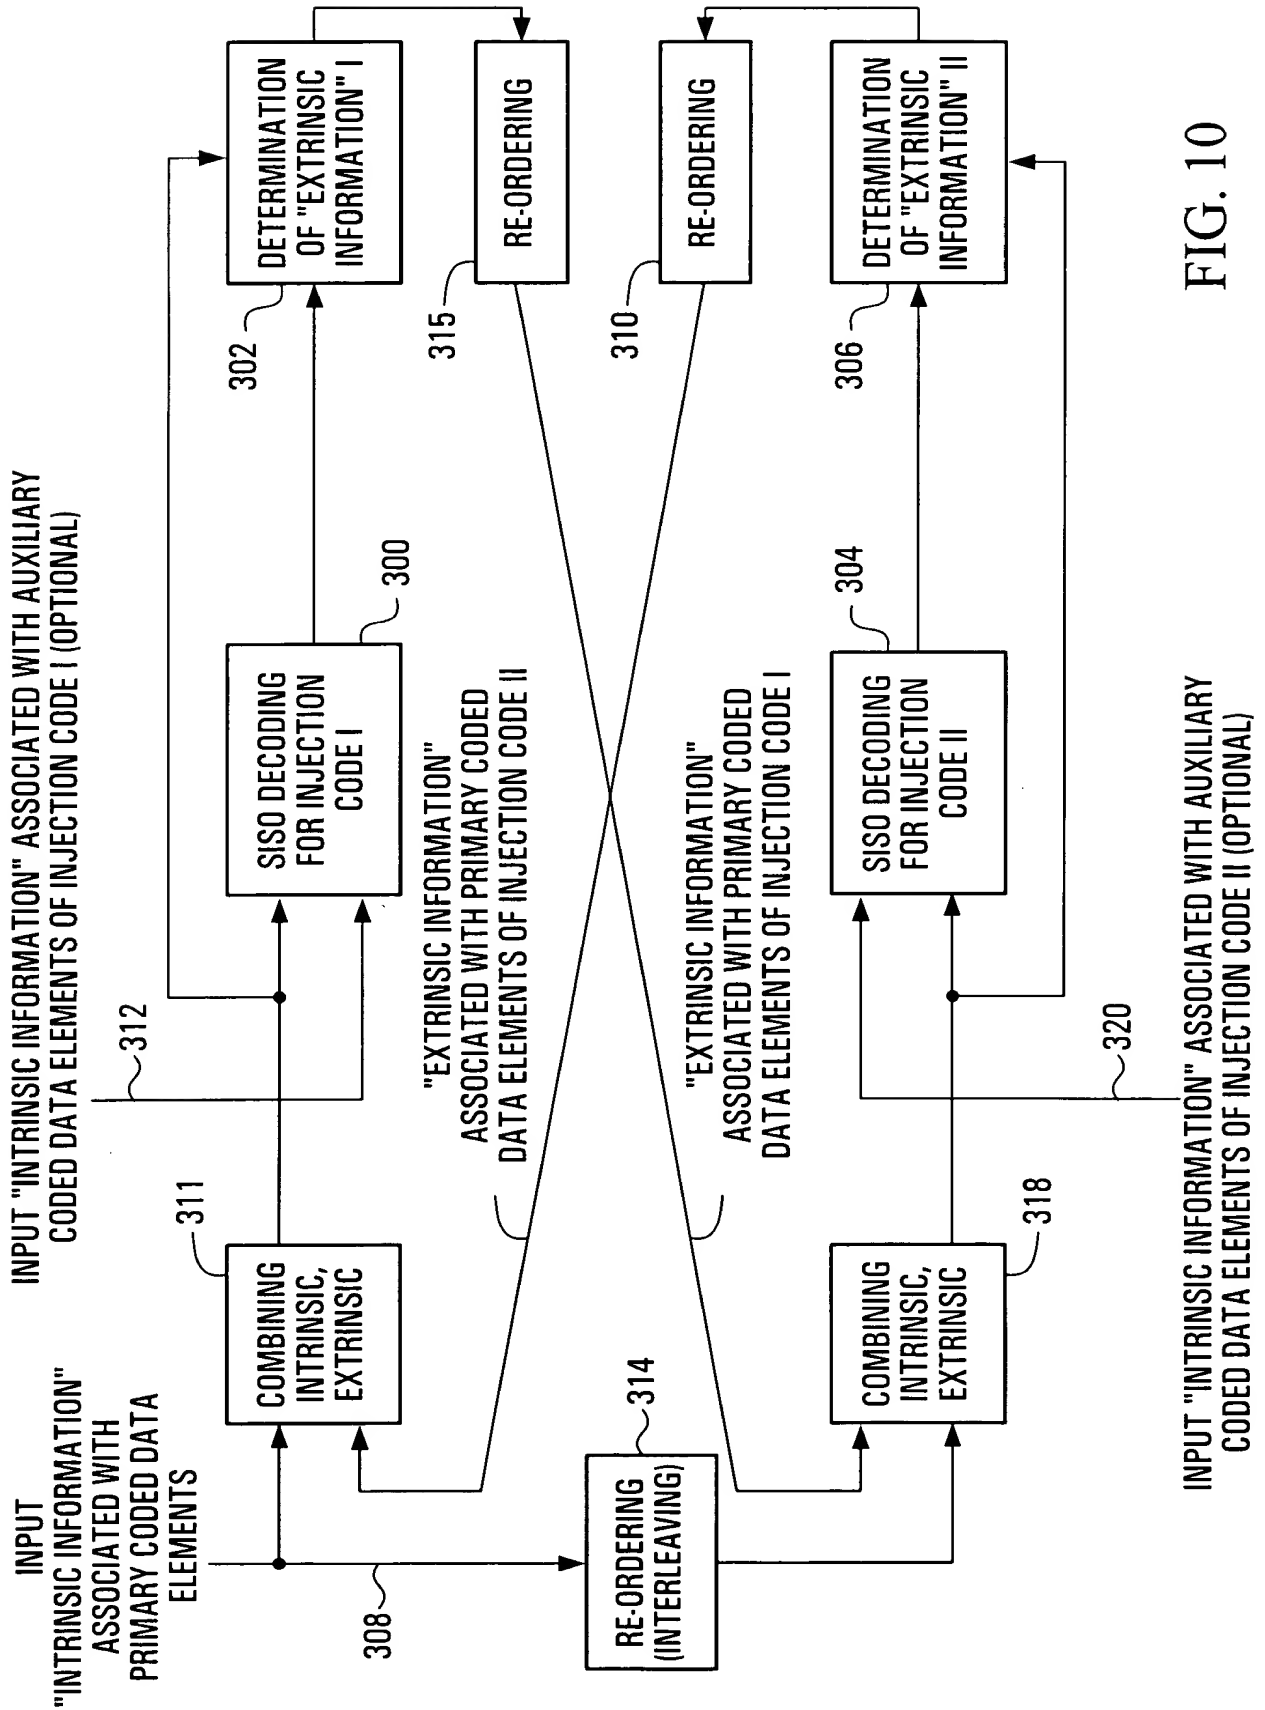 INPUT
"INTRINSIC INFORMATION"
ASSOCIATED WITH
PRIMARY CODED DATA
ELEMENTS
INPUT "INTRINSIC INFORMATION" ASSOCIATED WITH AUXILIARY
CODED DATA ELEMENTS OF INJECTION CODE I (OPTIONAL)
308
312
311
COMBINING
INTRINSIC,
EXTRINSIC
SISO DECODING
FOR INJECTION
CODE I
300
DETERMINATION
OF "EXTRINSIC
INFORMATION" I
302
"EXTRINSIC INFORMATION"
ASSOCIATED WITH PRIMARY CODED
DATA ELEMENTS OF INJECTION CODE II
315
RE-ORDERING
RE-ORDERING
(INTERLEAVING)
314
310
RE-ORDERING
"EXTRINSIC INFORMATION"
ASSOCIATED WITH PRIMARY CODED
DATA ELEMENTS OF INJECTION CODE I
COMBINING
INTRINSIC,
EXTRINSIC
318
304
SISO DECODING
FOR INJECTION
CODE II
306
DETERMINATION
OF "EXTRINSIC
INFORMATION" II
320
INPUT "INTRINSIC INFORMATION" ASSOCIATED WITH AUXILIARY
CODED DATA ELEMENTS OF INJECTION CODE II (OPTIONAL)
FIG. 10